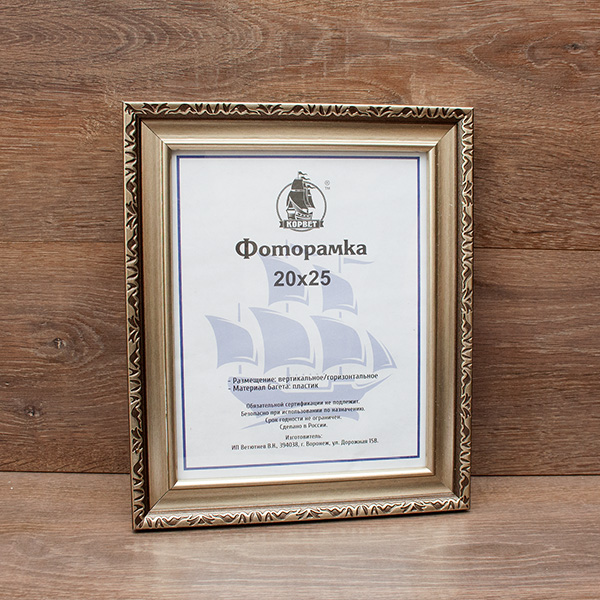 ®
™
КОРВЕТ
Фоторамка
20x25
- Размещение: вертикальное/горизонтальное
- Материал багета: пластик
Обязательной сертификации не подлежит.
Безопасно при использовании по назначению.
Срок годности не ограничен.
Сделано в России.
Изготовитель:
ИП Ветютнев В.Н., 394038, г. Воронеж, ул. Дорожная 15В.